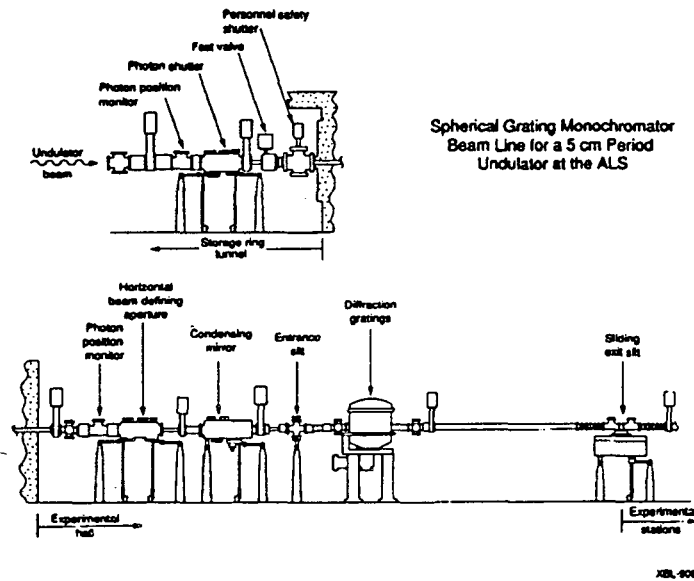 Personnel safety
shutter
Fast valve
Photon shutter
Photon position
monitor
Undulator
beam
Spherical Grating Monochromator
Beam Line for a 5 cm Period
Undulator at the ALS
Storage ring
tunnel
Horizontal
beam defining
aperture
Photon
position
monitor
Condensing
mirror
Entrance
slit
Diffraction
gratings
Sliding
exit slit
Experimental
hall
Experimental
stations